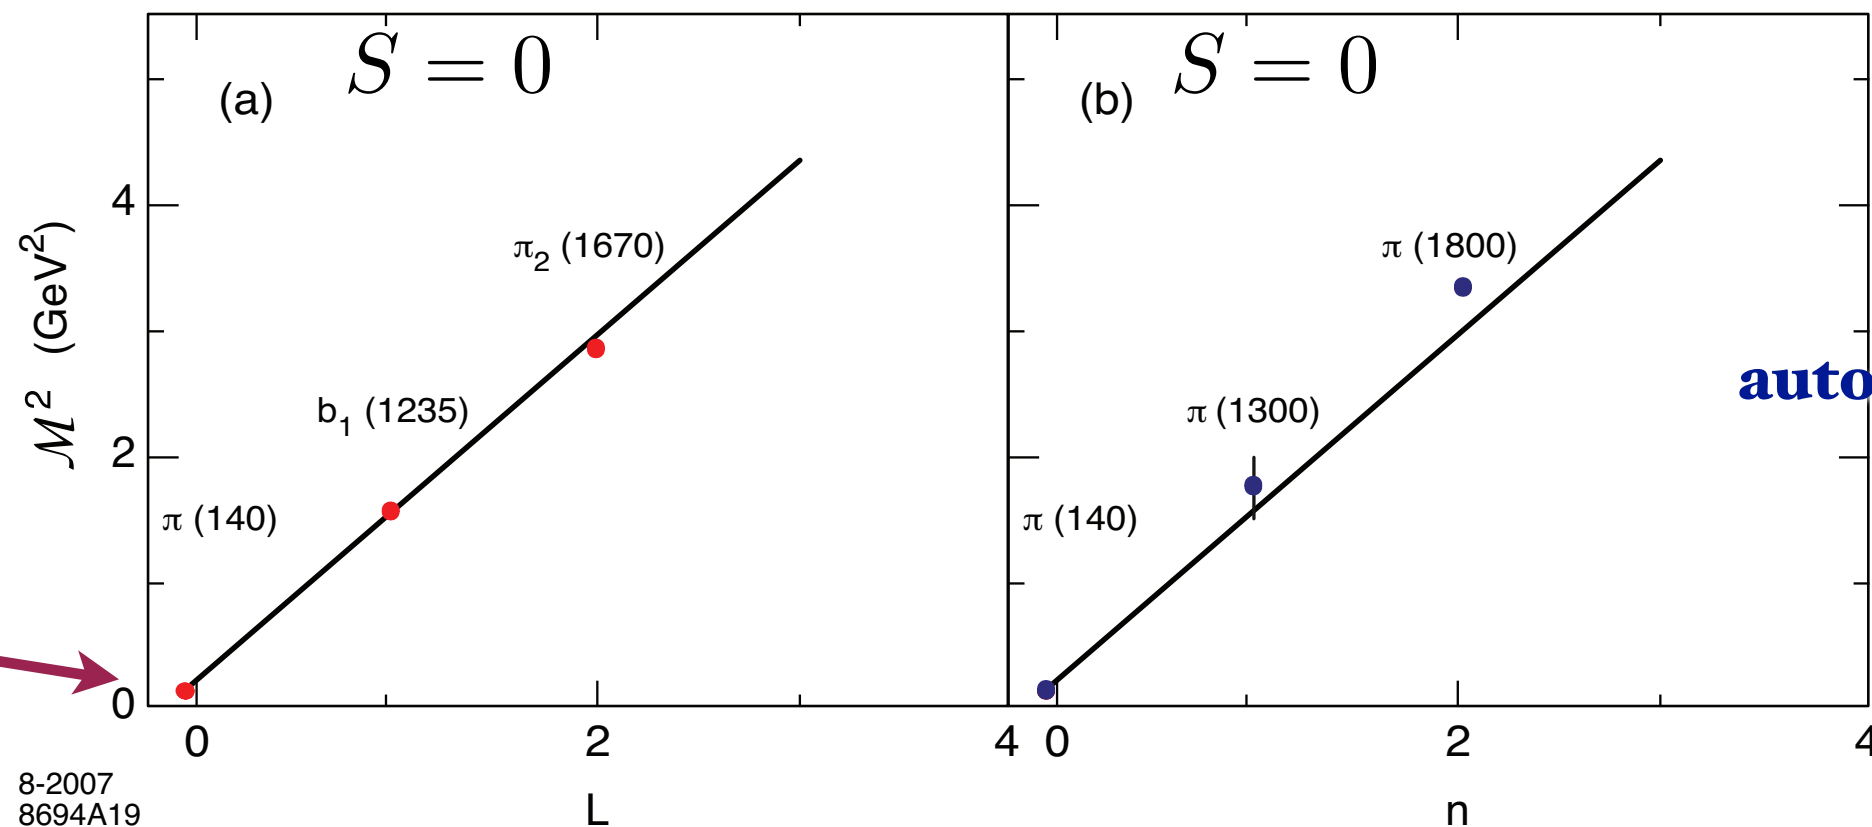 (a) S = 0
(b) S = 0
ℳ² (GeV²)
4
2
0
π₂ (1670)
b₁ (1235)
π (140)
π (1800)
π (1300)
π (140)
auto
0 2 4
0 2 4
L
n
8-2007
8694A19